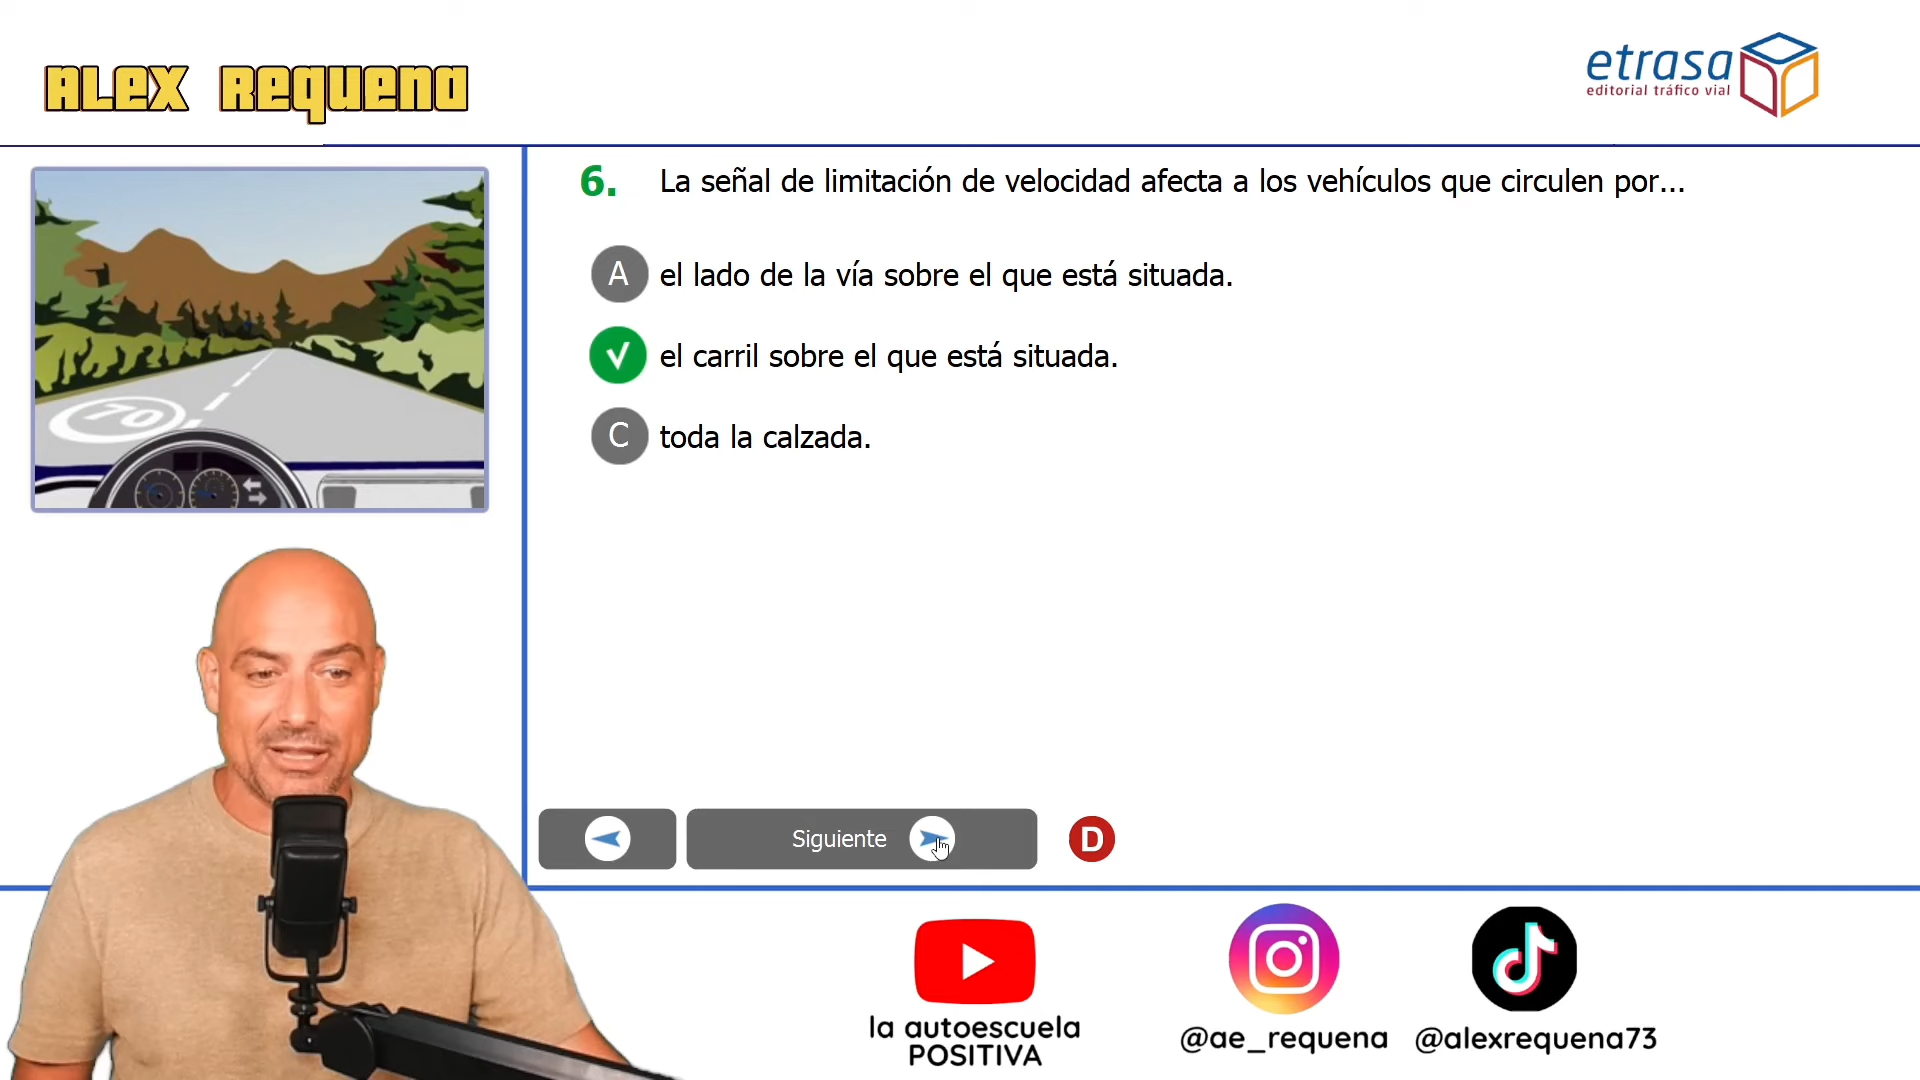 ALEX REQUENA
etrasa
editorial tráfico vial
6. La señal de limitación de velocidad afecta a los vehículos que circulen por...
A el lado de la vía sobre el que está situada.
√ el carril sobre el que está situada.
C toda la calzada.
70
Siguiente
D
la autoescuela
POSITIVA
@ae_requena
@alexrequena73